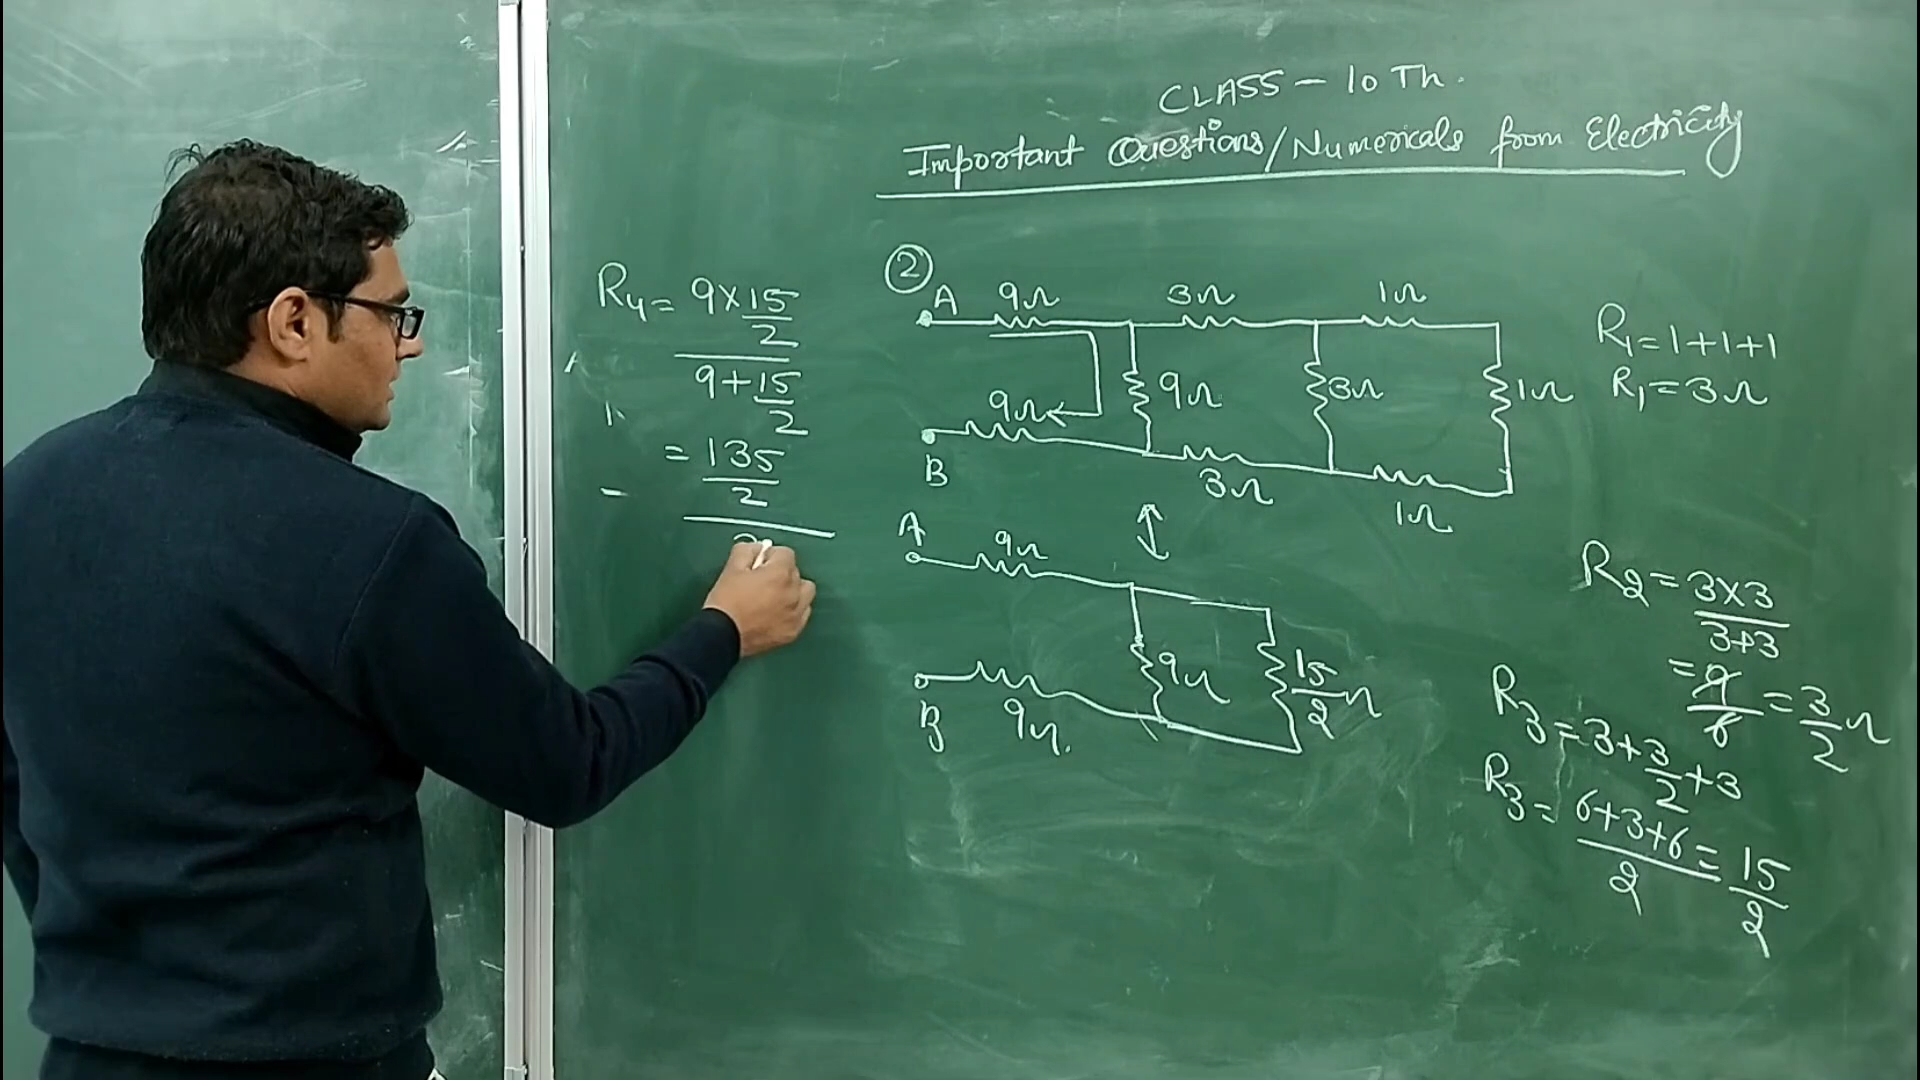 CLASS - 10 Th.
Important Questions/Numericals from Electricity
R4 = 9×15/2
9+15/2
= 135/2
2 A 9Ω 3Ω 1Ω
9Ω 9Ω 3Ω 1Ω
B 3Ω 1Ω
R1 = 1+1+1
R1 = 3Ω
A 9Ω
9Ω 15/2 Ω
B 9Ω.
R2 = 3×3
3+3
= 9/6 = 3/2 Ω
R3 = 3+3/2+3
R3 = 6+3+6/2 = 15/2